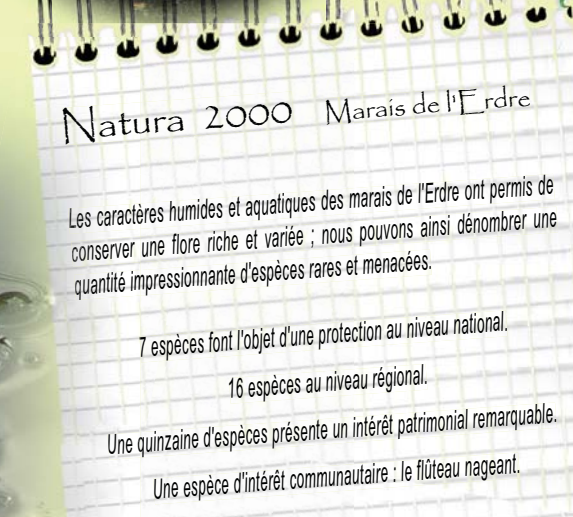 Natura 2000 Marais de l'Erdre
Les caractères humides et aquatiques des marais de l'Erdre ont permis de
conserver une flore riche et variée ; nous pouvons ainsi dénombrer une
quantité impressionnante d'espèces rares et menacées.
7 espèces font l'objet d'une protection au niveau national.
16 espèces au niveau régional.
Une quinzaine d'espèces présente un intérêt patrimonial remarquable.
Une espèce d'intérêt communautaire : le flûteau nageant.